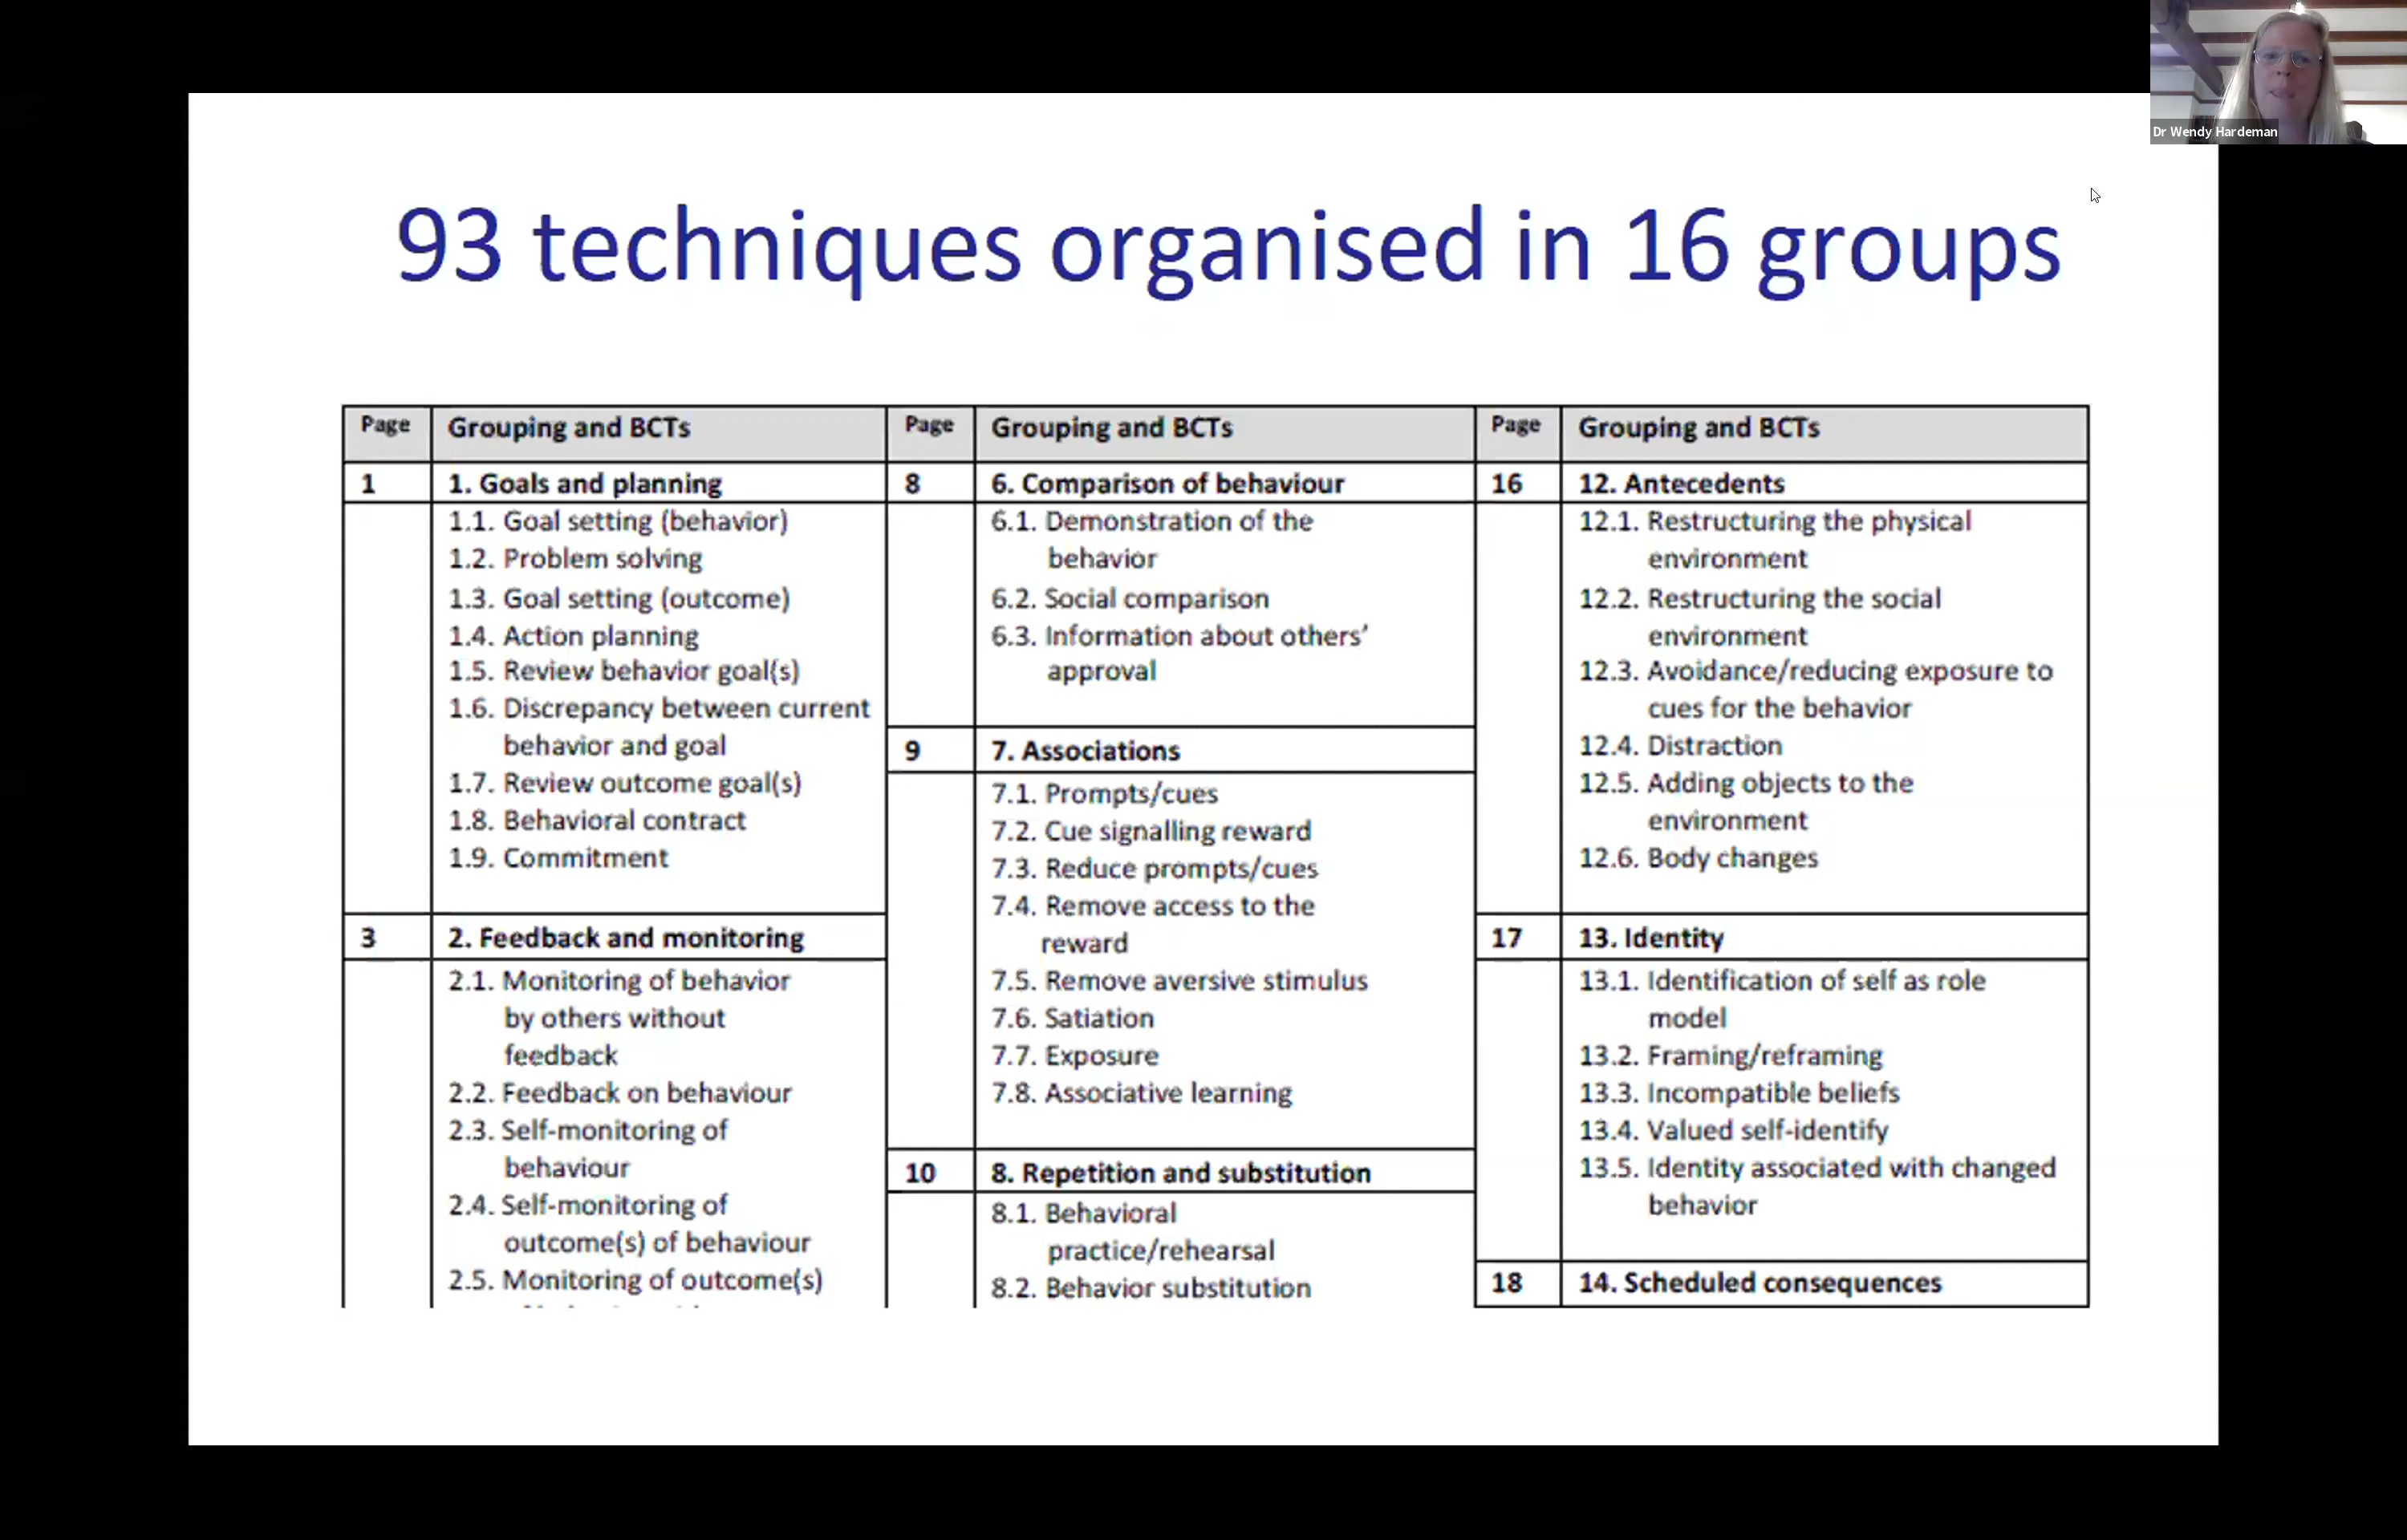 Dr Wendy Hardeman
93 techniques organised in 16 groups
Page
Grouping and BCTs
1
1. Goals and planning
1.1. Goal setting (behavior)
1.2. Problem solving
1.3. Goal setting (outcome)
1.4. Action planning
1.5. Review behavior goal(s)
1.6. Discrepancy between current
behavior and goal
1.7. Review outcome goal(s)
1.8. Behavioral contract
1.9. Commitment
3
2. Feedback and monitoring
2.1. Monitoring of behavior
by others without
feedback
2.2. Feedback on behaviour
2.3. Self-monitoring of
behaviour
2.4. Self-monitoring of
outcome(s) of behaviour
2.5. Monitoring of outcome(s)
Page
Grouping and BCTs
8
6. Comparison of behaviour
6.1. Demonstration of the
behavior
6.2. Social comparison
6.3. Information about others’
approval
9
7. Associations
7.1. Prompts/cues
7.2. Cue signalling reward
7.3. Reduce prompts/cues
7.4. Remove access to the
reward
7.5. Remove aversive stimulus
7.6. Satiation
7.7. Exposure
7.8. Associative learning
10
8. Repetition and substitution
8.1. Behavioral
practice/rehearsal
8.2. Behavior substitution
Page
Grouping and BCTs
16
12. Antecedents
12.1. Restructuring the physical
environment
12.2. Restructuring the social
environment
12.3. Avoidance/reducing exposure to
cues for the behavior
12.4. Distraction
12.5. Adding objects to the
environment
12.6. Body changes
17
13. Identity
13.1. Identification of self as role
model
13.2. Framing/reframing
13.3. Incompatible beliefs
13.4. Valued self-identify
13.5. Identity associated with changed
behavior
18
14. Scheduled consequences